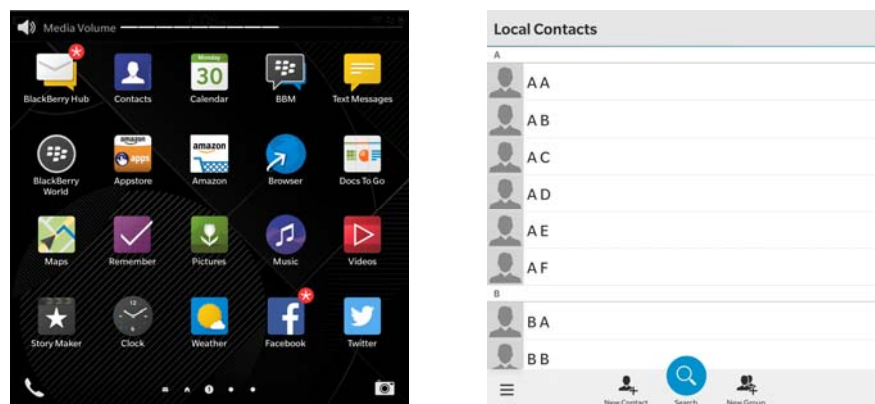 Media Volume
Monday
30
BlackBerry Hub Contacts Calendar BBM Text Messages
amazon
apps
amazon
BlackBerry World Appstore Amazon Browser Docs To Go
Maps Remember Pictures Music Videos
12
6
Story Maker Clock Weather Facebook Twitter
Local Contacts
A
A A
A B
A C
A D
A E
A F
B
B A
B B
New Contact Search New Group